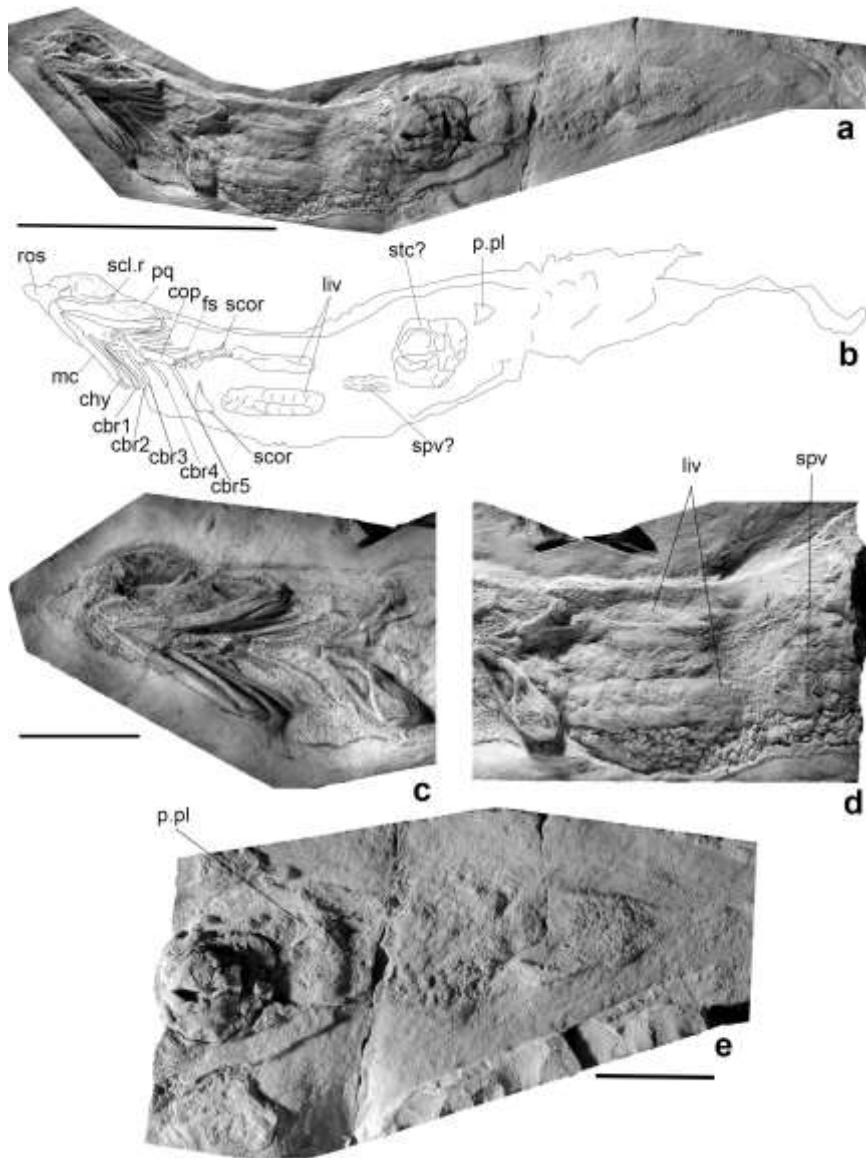 a
ros
scl.r
pq
cop
fs scor
liv
stc?
p.pl
b
mc
chy
cbr1
cbr2
cbr3
cbr4
cbr5
scor
spv?
liv
spv
c
d
p.pl
e